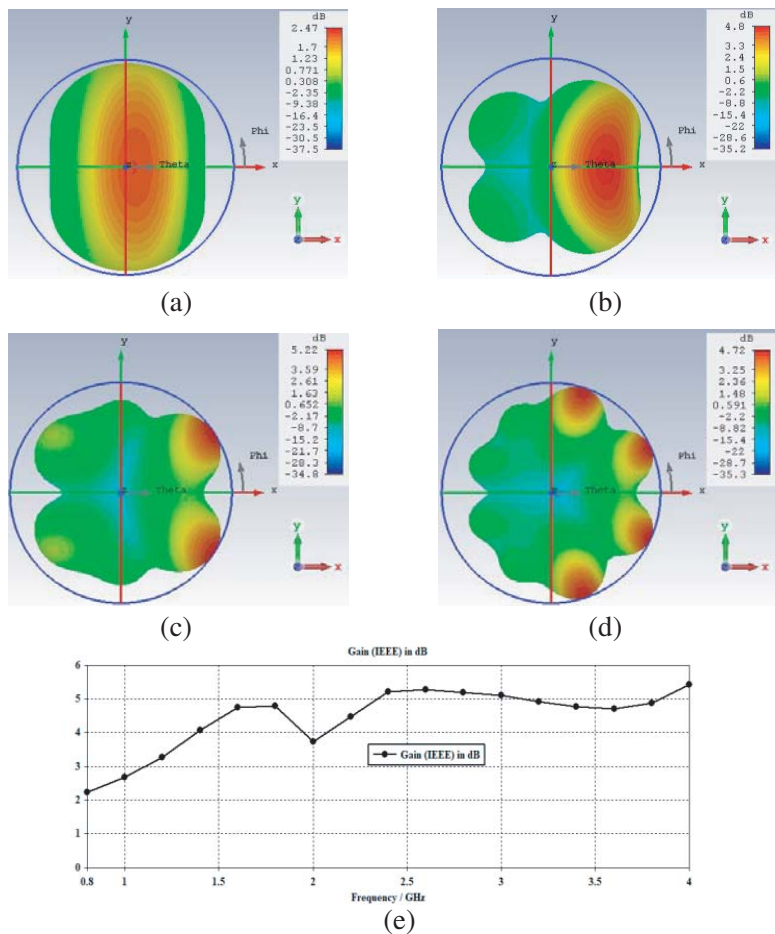 y
dB
2.47
1.7
1.23
0.771
0.308
-2.35
-9.38
-16.4
-23.5
-30.5
-37.5
Phi
z
Theta
x
y
z
x
(a)
y
dB
4.8
3.3
2.4
1.5
0.6
-2.2
-8.8
-15.4
-22
-28.6
-35.2
Phi
z
Theta
x
y
z
x
(b)
y
dB
5.22
3.59
2.61
1.63
0.652
-2.17
-8.7
-15.2
-21.7
-28.3
-34.8
Phi
z
Theta
x
y
z
x
(c)
y
dB
4.72
3.25
2.36
1.48
0.591
-2.2
-8.82
-15.4
-22
-28.7
-35.3
Phi
z
Theta
x
y
z
x
(d)
Gain (IEEE) in dB
6
5
4
3
2
1
0
Gain (IEEE) in dB
0.8 1 1.5 2 2.5 3 3.5 4
Frequency / GHz
(e)